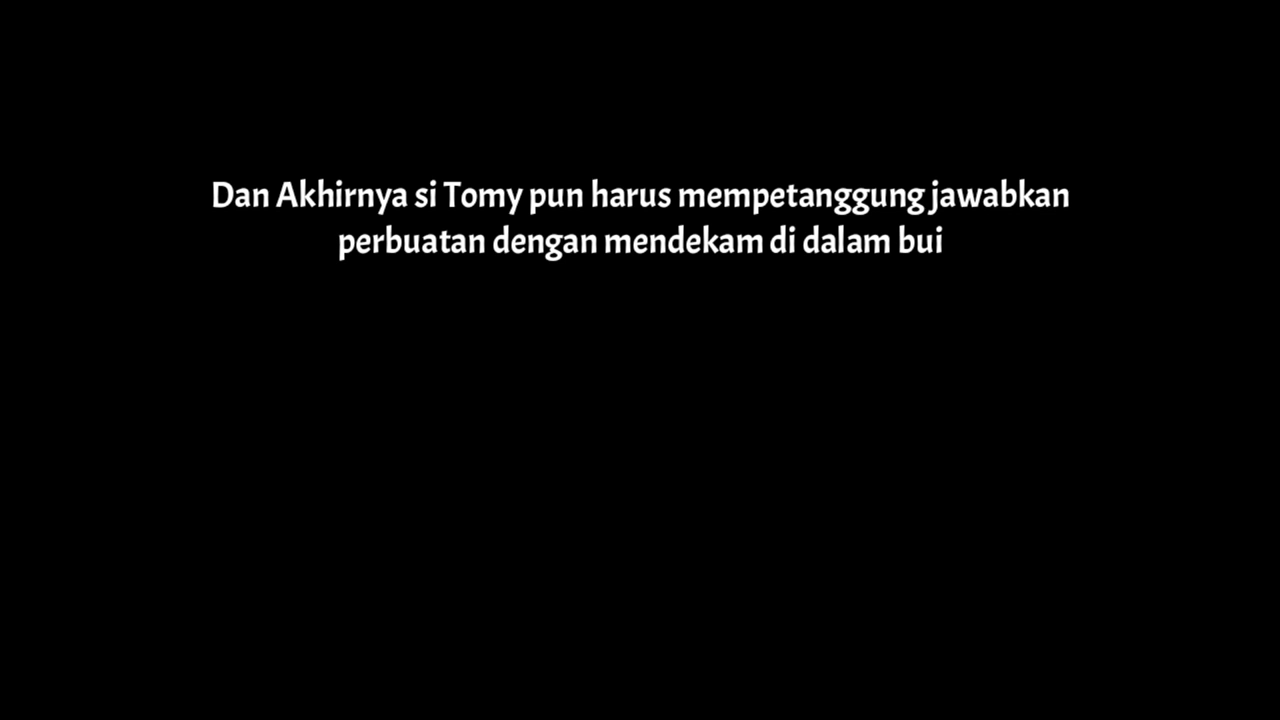 Dan Akhirnya si Tomy pun harus mempetanggung jawabkan
perbuatan dengan mendekam di dalam bui